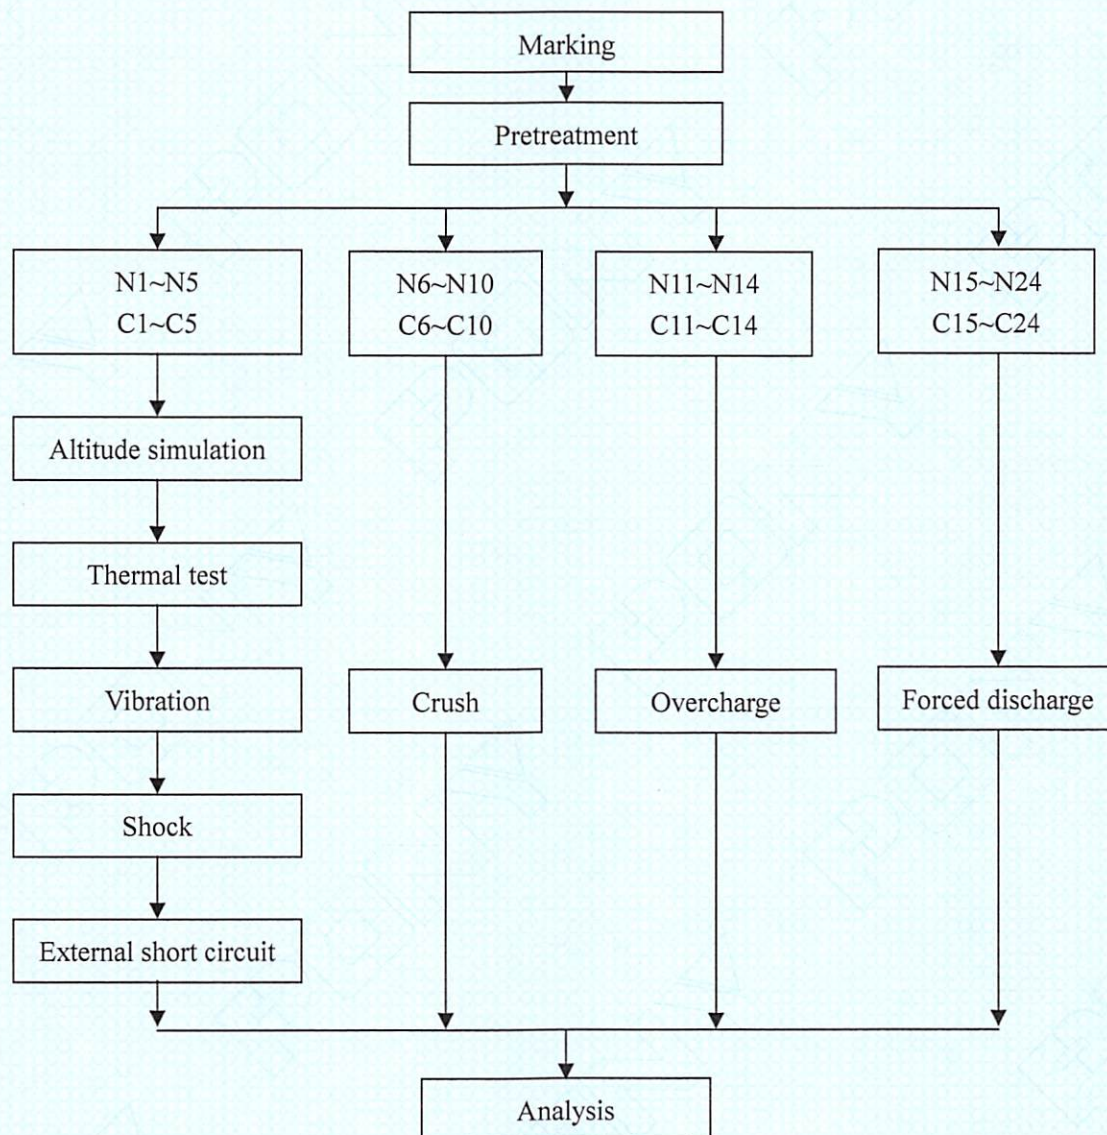 Marking
Pretreatment
N1~N5
C1~C5
N6~N10
C6~C10
N11~N14
C11~C14
N15~N24
C15~C24
Altitude simulation
Thermal test
Vibration
Crush
Overcharge
Forced discharge
Shock
External short circuit
Analysis